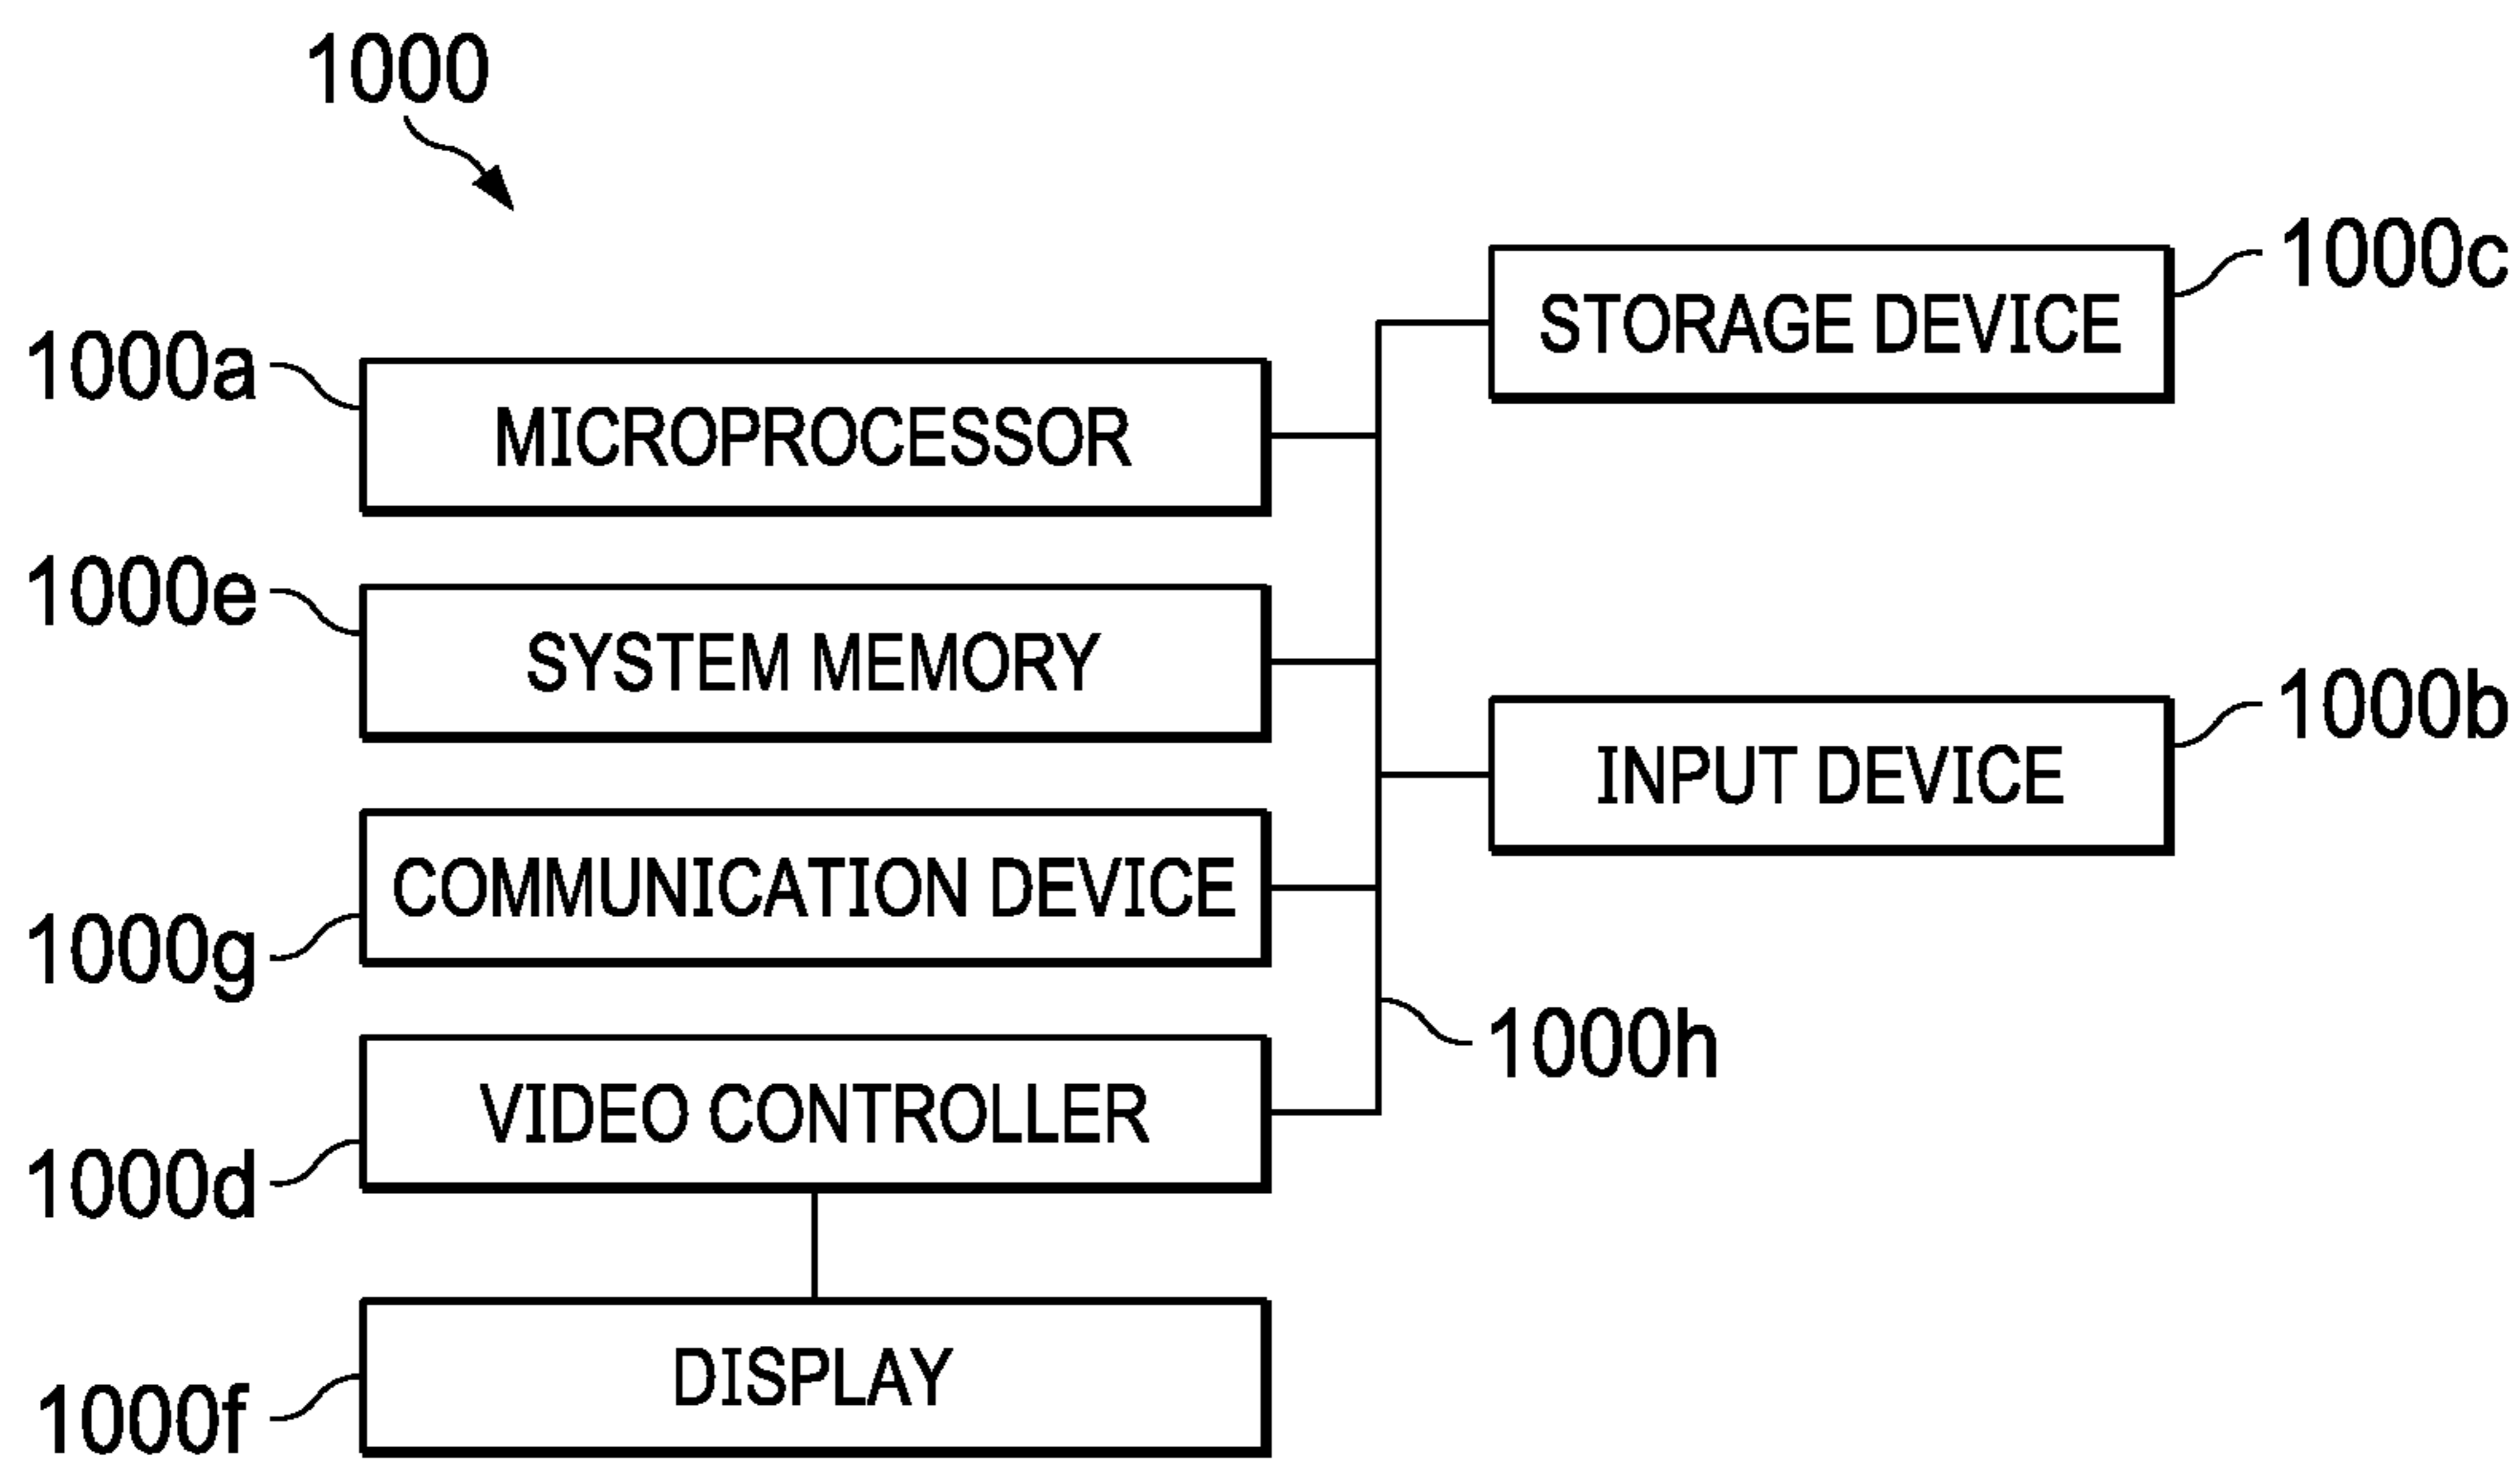 1000
1000c
STORAGE DEVICE
1000a
MICROPROCESSOR
1000e
SYSTEM MEMORY
1000b
INPUT DEVICE
COMMUNICATION DEVICE
1000g
1000h
VIDEO CONTROLLER
1000d
DISPLAY
1000f